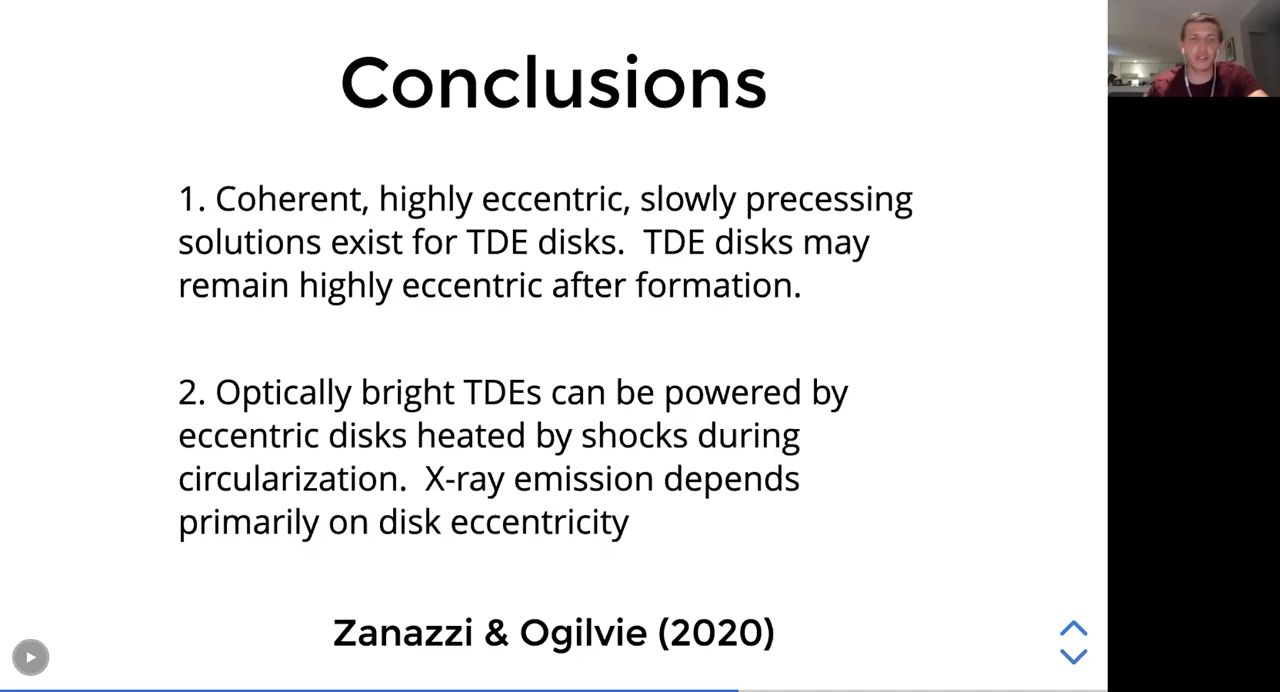 Conclusions
1. Coherent, highly eccentric, slowly precessing
solutions exist for TDE disks.  TDE disks may
remain highly eccentric after formation.
2. Optically bright TDEs can be powered by
eccentric disks heated by shocks during
circularization.  X-ray emission depends
primarily on disk eccentricity
Zanazzi & Ogilvie (2020)